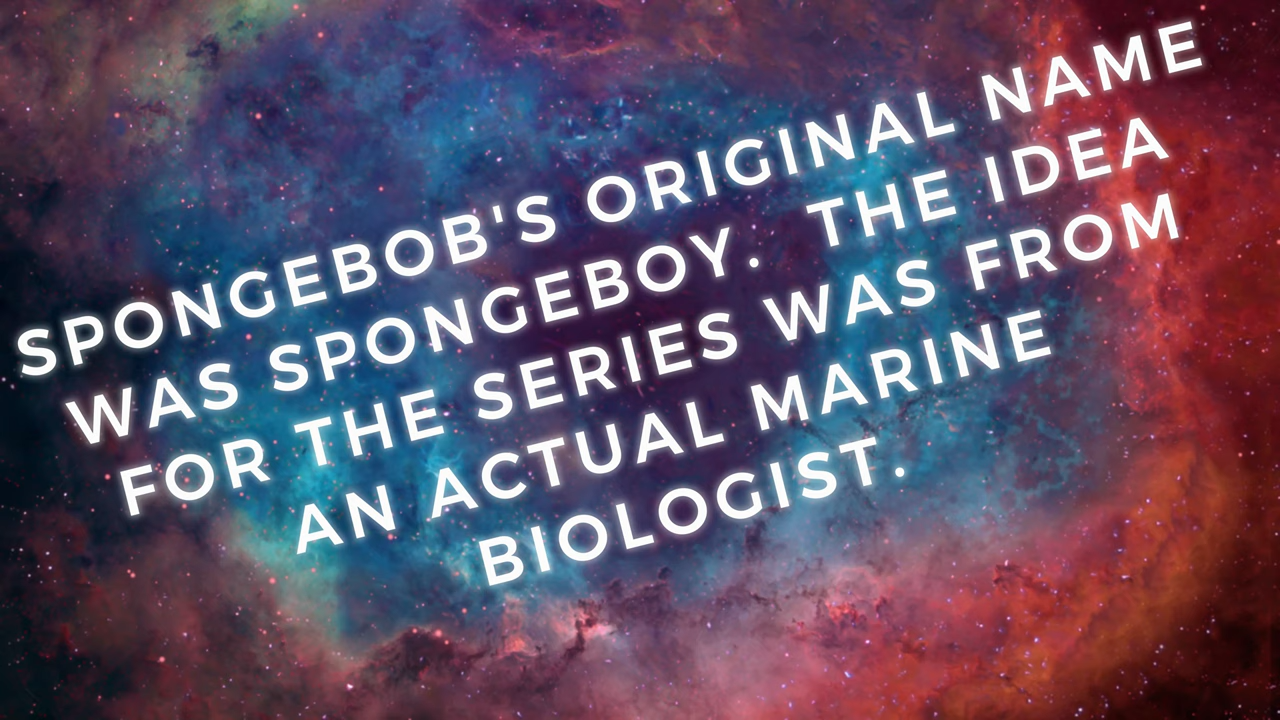 SPONGEBOB'S ORIGINAL NAME
WAS SPONGEBOY. THE IDEA
FOR THE SERIES WAS FROM
AN ACTUAL MARINE
BIOLOGIST.